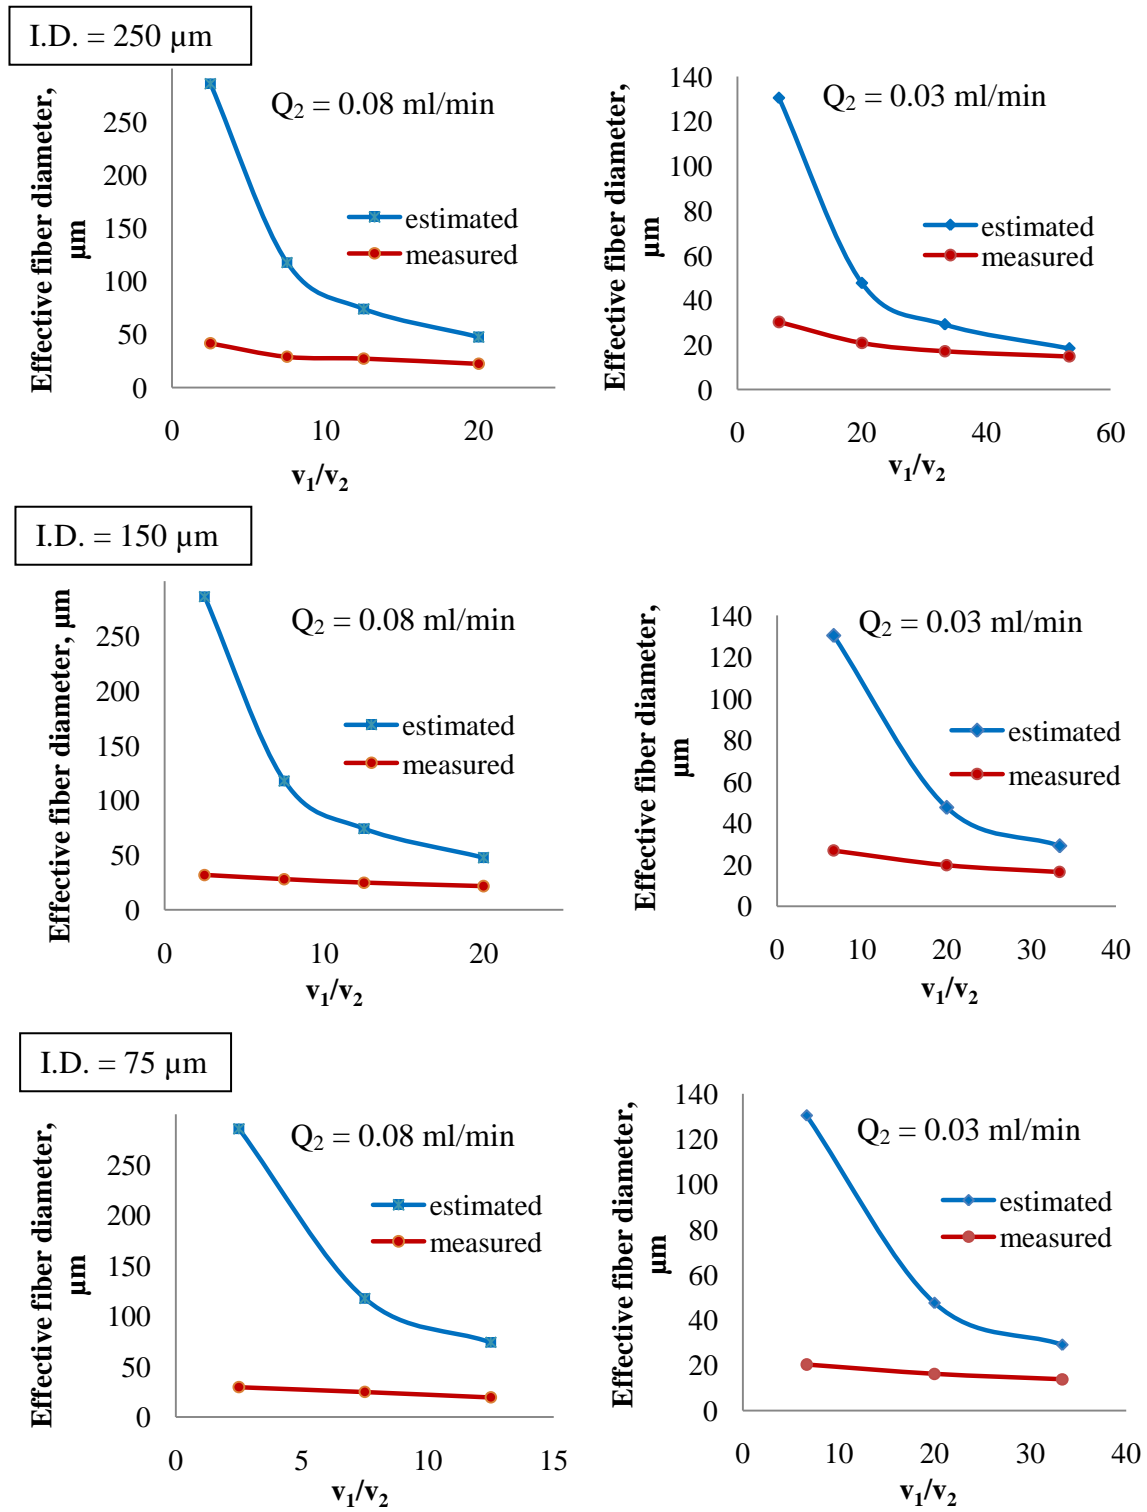 I.D. = 250 µm
Effective fiber diameter,
µm
250
200
150
100
50
0
Q2 = 0.08 ml/min
estimated
measured
0
10
20
v1/v2
Effective fiber diameter,
µm
140
120
100
80
60
40
20
0
Q2 = 0.03 ml/min
estimated
measured
0
20
40
60
v1/v2
I.D. = 150 µm
Effective fiber diameter, µm
250
200
150
100
50
0
Q2 = 0.08 ml/min
estimated
measured
0
10
20
v1/v2
Effective fiber diameter,
µm
140
120
100
80
60
40
20
0
Q2 = 0.03 ml/min
estimated
measured
0
10
20
30
40
v1/v2
I.D. = 75 µm
Effective fiber diameter,
µm
250
200
150
100
50
0
Q2 = 0.08 ml/min
estimated
measured
0
5
10
15
v1/v2
Effective fiber diameter,
µm
140
120
100
80
60
40
20
0
Q2 = 0.03 ml/min
estimated
measured
0
10
20
30
40
v1/v2